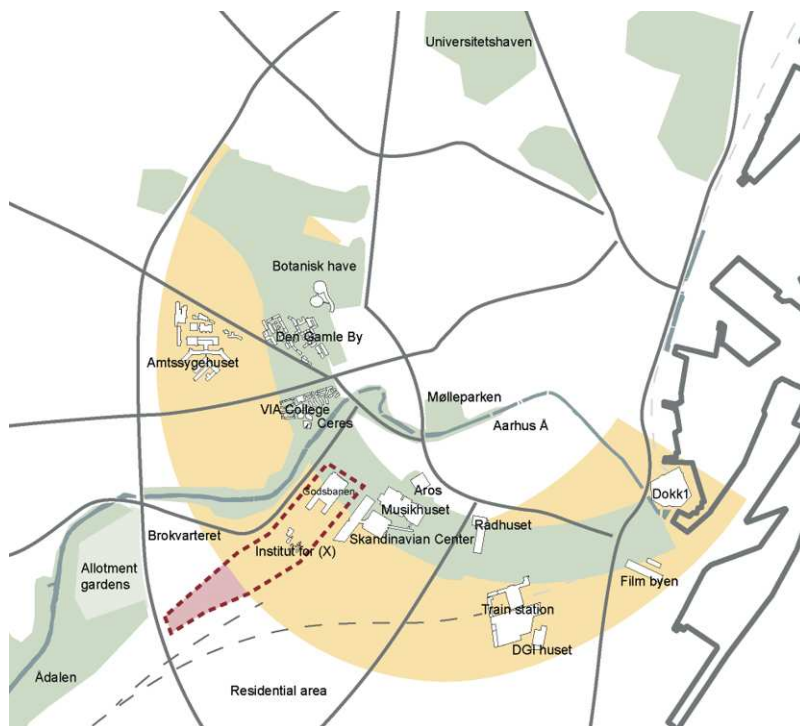 Universitetshaven
Botanisk have
Den Gamle By
Amtssygehuset
Mølleparken
VIA College
Ceres
Aarhus Å
Godsbanen
Aros
Dokk1
Musikhuset
Radhuset
Brokvarteret
Skandinavian Center
Institut for (X)
Allotment
gardens
Film byen
Train station
DGI huset
Ådalen
Residential area